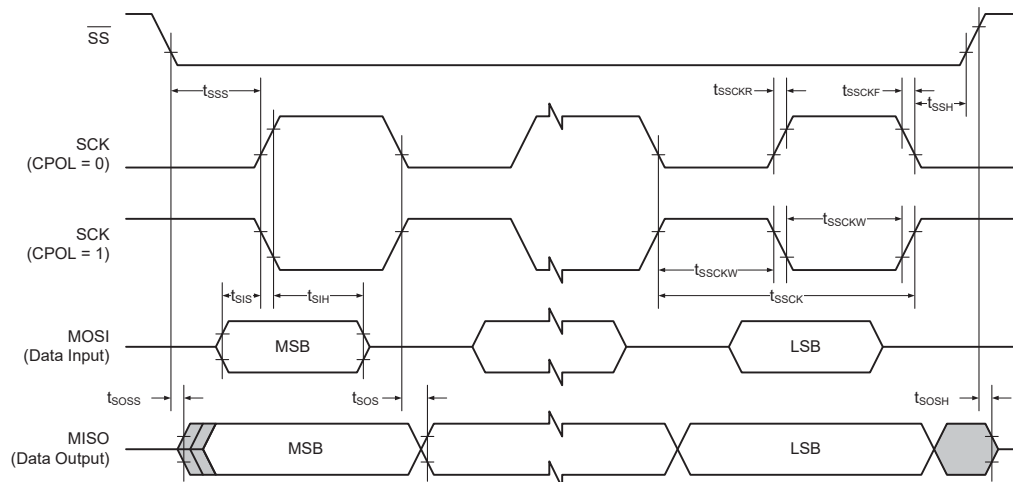 SS
tSSS
tSSCKR
tSSCKF
tSSH
SCK
(CPOL = 0)
SCK
(CPOL = 1)
tSSCKW
tSSCKW
tSSCK
tSIS
tSIH
MOSI
(Data Input)
MSB
LSB
tSOSS
tSOS
tSOSH
MISO
(Data Output)
MSB
LSB